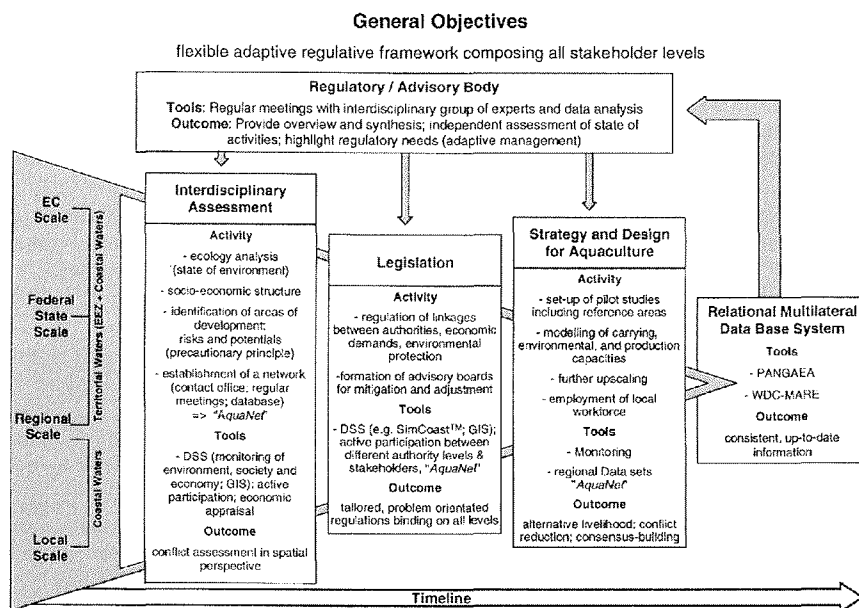 General Objectives
flexible adaptive regulative framework composing all stakeholder levels
Regulatory / Advisory Body
Tools: Regular meetings with interdisciplinary group of experts and data analysis
Outcome: Provide overview and synthesis; independent assessment of state of
activities; highlight regulatory needs (adaptive management)
EC
Scale
Federal
State
Scale
Regional
Scale
Local
Scale
Territorial Waters (EEZ + Coastal Waters)
Coastal Waters
Interdisciplinary
Assessment
Activity
- ecology analysis
(state of environment)
- socio-economic structure
- identification of areas of
development:
risks and potentials
(precautionary principle)
- establishment of a network
(contact office; regular
meetings; database)
=> "AquaNet"
Tools
- DSS (monitoring of
environment, society and
economy; GIS); active
participation; economic
appraisal
Outcome
conflict assessment in spatial
perspective
Legislation
Activity
- regulation of linkages
between authorities, economic
demands, environmental
protection
-formation of advisory boards
for mitigation and adjustment
Tools
- DSS (e.g. SimCoast™; GIS);
active participation between
different authority levels &
stakeholders, "AquaNet"
Outcome
tailored, problem orientated
regulations binding on all levels
Strategy and Design
for Aquaculture
Activity
- set-up of pilot studies
including reference areas
- modelling of carrying,
environmental, and production
capacities
- further upscaling
- employment of local
workforce
Tools
- Monitoring
- regional Data sets
"AquaNet"
Outcome
alternative livelihood; conflict
reduction; consensus-building
Relational Multilateral
Data Base System
Tools
- PANGAEA
- WDC-MARE
Outcome
consistent, up-to-date
information
Timeline